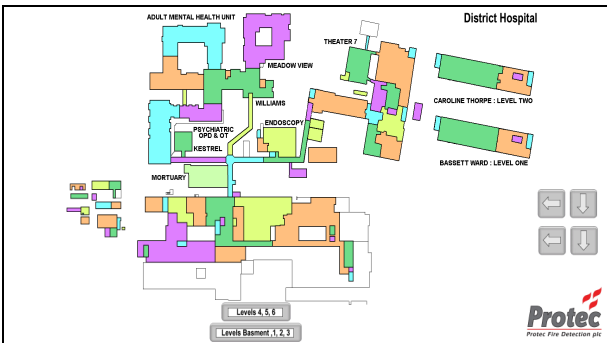 District Hospital
ADULT MENTAL HEALTH UNIT
THEATER 7
MEADOW VIEW
CAROLINE THORPE : LEVEL TWO
WILLIAMS
ENDOSCOPY
PSYCHIATRIC
OPD & OT
KESTREL
BASSETT WARD : LEVEL ONE
MORTUARY
Levels 4, 5, 6
Levels Basment ,1, 2, 3
Protec
Protec Fire Detection plc